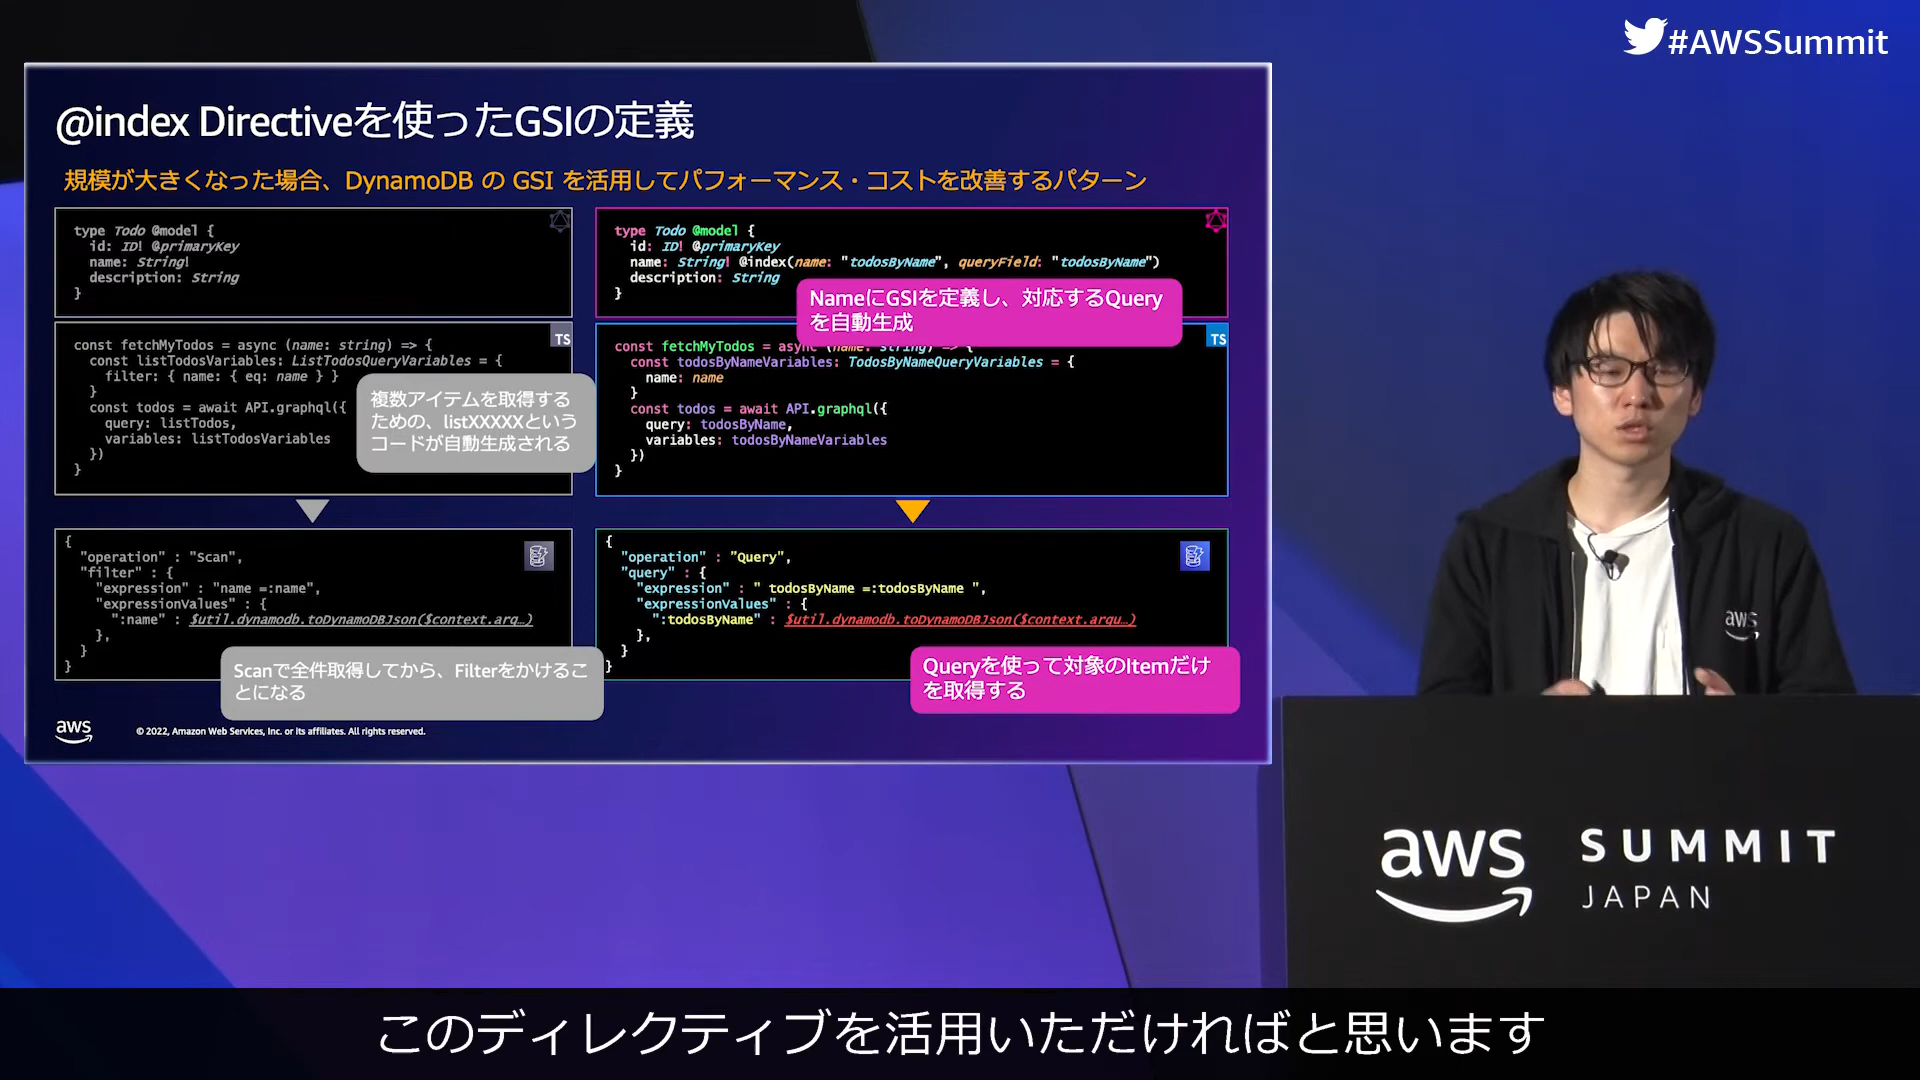 #AWSSummit
@index Directiveを使ったGSIの定義
規模が大きくなった場合、DynamoDB の GSI を活用してパフォーマンス・コストを改善するパターン
type Todo @model {
id: ID! @primaryKey
name: String!
description: String
}
const fetchMyTodos = async (name: string) => {
const listTodosVariables: ListTodosQueryVariables = {
filter: { name: { eq: name } }
}
const todos = await API.graphql({
query: listTodos,
variables: listTodosVariables
})
}
TS
複数アイテムを取得する
ための、listXXXXXという
コードが自動生成される
{
"operation" : "Scan",
"filter" : {
"expression" : "name =:name",
"expressionValues" : {
":name" : $util.dynamodb.toDynamoDBJson($context.arg…)
},
}
}
Scanで全件取得してから、Filterをかけるこ
とになる
type Todo @model {
id: ID! @primaryKey
name: String! @index(name: "todosByName", queryField: "todosByName")
description: String
}
NameにGSIを定義し、対応するQuery
を自動生成
const fetchMyTodos = async (name: string) => {
const todosByNameVariables: TodosByNameQueryVariables = {
name: name
}
const todos = await API.graphql({
query: todosByName,
variables: todosByNameVariables
})
}
TS
{
"operation" : "Query",
"query" : {
"expression" : " todosByName =:todosByName ",
"expressionValues" : {
":todosByName" : $util.dynamodb.toDynamoDBJson($context.argu…)
},
}
}
Queryを使って対象のItemだけ
を取得する
aws
© 2022, Amazon Web Services, Inc. or its affiliates. All rights reserved.
aws
aws SUMMIT
JAPAN
このディレクティブを活用いただければと思います